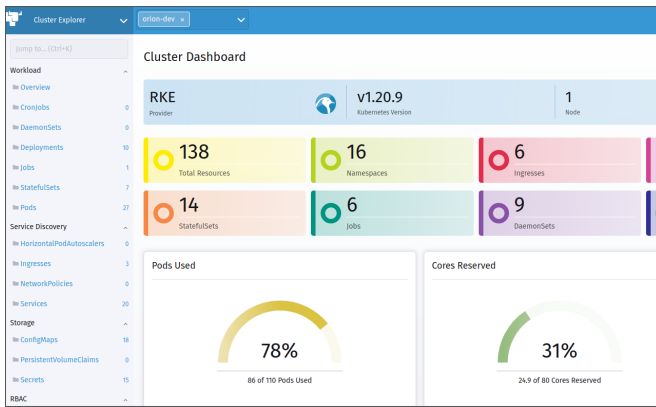 Cluster Explorer
orion-dev ×
Jump to... (Ctrl+K)
Workload
Overview
CronJobs 0
DaemonSets 0
Deployments 10
Jobs 1
StatefulSets 7
Pods 27
Service Discovery
HorizontalPodAutoscalers 0
Ingresses 3
NetworkPolicies 0
Services 20
Storage
ConfigMaps 18
PersistentVolumeClaims 0
Secrets 15
RBAC
Cluster Dashboard
RKE
Provider
v1.20.9
Kubernetes Version
1
Node
138
Total Resources
16
Namespaces
6
Ingresses
14
StatefulSets
6
Jobs
9
DaemonSets
Pods Used
78%
86 of 110 Pods Used
Cores Reserved
31%
24.9 of 80 Cores Reserved